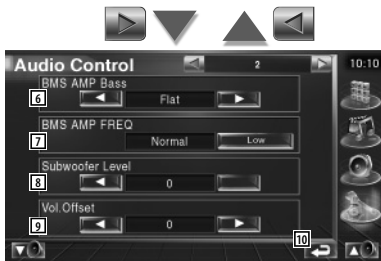 Audio Control 2 10:10
BMS AMP Bass
6 Flat
BMS AMP FREQ
7 Normal Low
Subwoofer Level
8 0
Vol.Offset
9 0
10